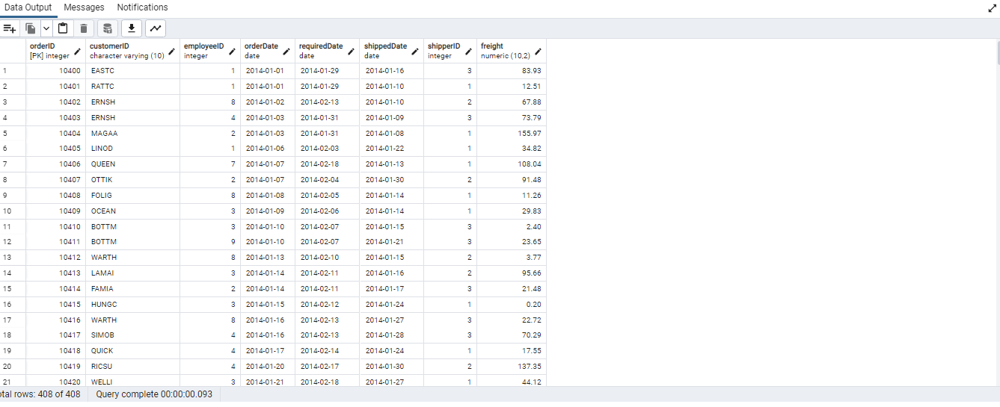 Data Output Messages Notifications
orderID customerID employeeID orderDate requiredDate shippedDate shipperID freight
[PK] integer character varying (10) integer date date date integer numeric (10,2)
1 10400 EASTC 1 2014-01-01 2014-01-29 2014-01-16 3 83.93
2 10401 RATTC 1 2014-01-01 2014-01-29 2014-01-10 1 12.51
3 10402 ERNSH 8 2014-01-02 2014-02-13 2014-01-10 2 67.88
4 10403 ERNSH 4 2014-01-03 2014-01-31 2014-01-09 3 73.79
5 10404 MAGAA 2 2014-01-03 2014-01-31 2014-01-08 1 155.97
6 10405 LINOD 1 2014-01-06 2014-02-03 2014-01-22 1 34.82
7 10406 QUEEN 7 2014-01-07 2014-02-18 2014-01-13 1 108.04
8 10407 OTTIK 2 2014-01-07 2014-02-04 2014-01-30 2 91.48
9 10408 FOLIG 8 2014-01-08 2014-02-05 2014-01-14 1 11.26
10 10409 OCEAN 3 2014-01-09 2014-02-06 2014-01-14 1 29.83
11 10410 BOTTM 3 2014-01-10 2014-02-07 2014-01-15 3 2.40
12 10411 BOTTM 9 2014-01-10 2014-02-07 2014-01-21 3 23.65
13 10412 WARTH 8 2014-01-13 2014-02-10 2014-01-15 2 3.77
14 10413 LAMAI 3 2014-01-14 2014-02-11 2014-01-16 2 95.66
15 10414 FAMIA 2 2014-01-14 2014-02-11 2014-01-17 3 21.48
16 10415 HUNGC 3 2014-01-15 2014-02-12 2014-01-24 1 0.20
17 10416 WARTH 8 2014-01-16 2014-02-13 2014-01-27 3 22.72
18 10417 SIMOB 4 2014-01-16 2014-02-13 2014-01-28 3 70.29
19 10418 QUICK 4 2014-01-17 2014-02-14 2014-01-24 1 17.55
20 10419 RICSU 4 2014-01-20 2014-02-17 2014-01-30 2 137.35
21 10420 WELLI 3 2014-01-21 2014-02-18 2014-01-27 1 44.12
otal rows: 408 of 408 Query complete 00:00:00.093